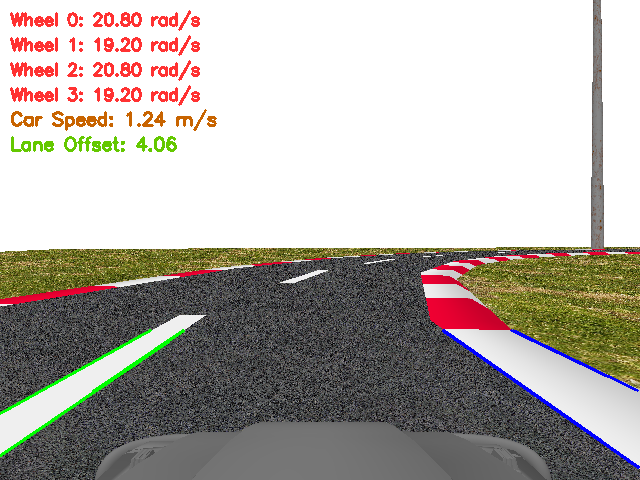 Wheel 0: 20.80 rad/s
Wheel 1: 19.20 rad/s
Wheel 2: 20.80 rad/s
Wheel 3: 19.20 rad/s
Car Speed: 1.24 m/s
Lane Offset: 4.06